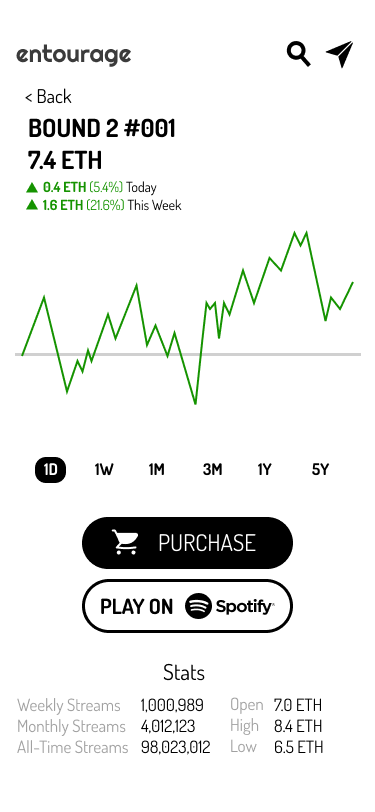 entourage
< Back
BOUND 2 #001
7.4 ETH
0.4 ETH (5.4%) Today
1.6 ETH (21.6%) This Week
1D 1W 1M 3M 1Y 5Y
PURCHASE
PLAY ON Spotify
Stats
Weekly Streams 1,000,989 Open 7.0 ETH
Monthly Streams 4,012,123 High 8.4 ETH
All-Time Streams 98,023,012 Low 6.5 ETH